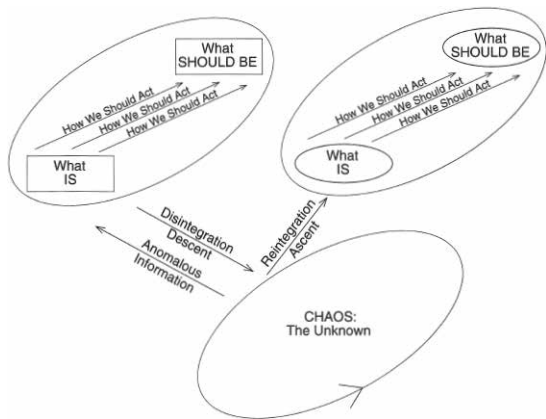 What
SHOULD BE
How We Should Act
How We Should Act
How We Should Act
What
IS
What
SHOULD BE
How We Should Act
How We Should Act
How We Should Act
What
IS
Disintegration
Descent
Anomalous
Information
Reintegration
Ascent
CHAOS:
The Unknown